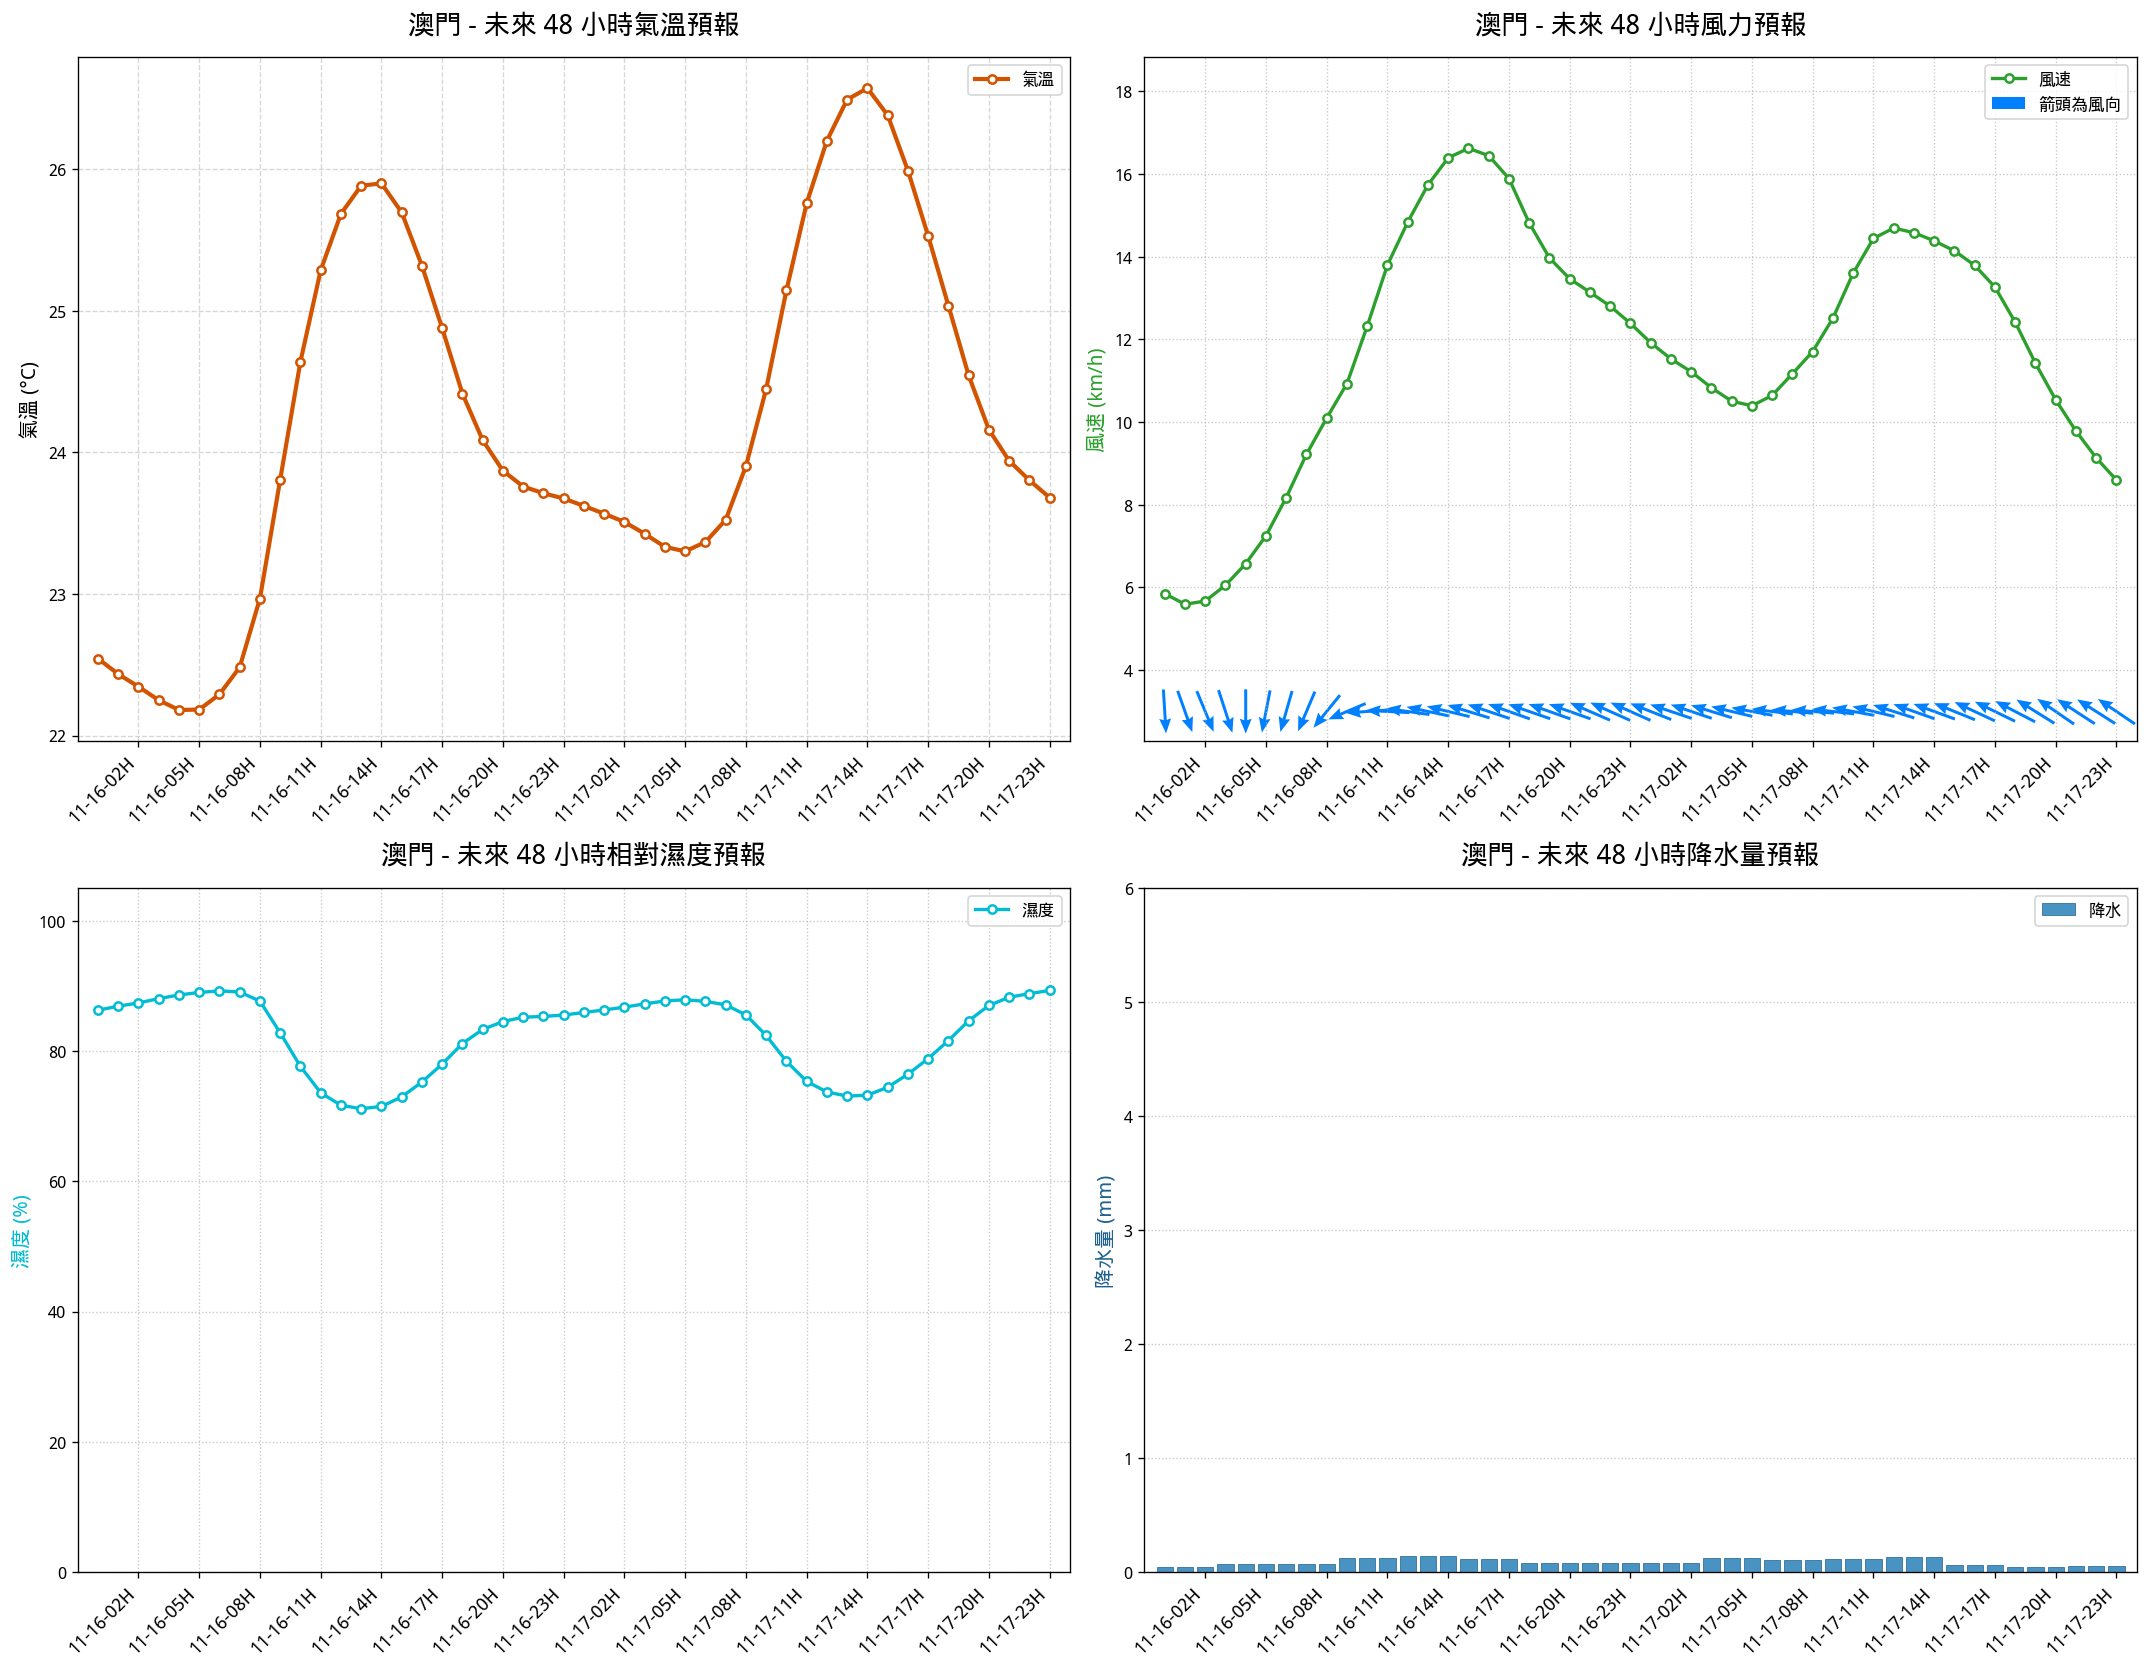 澳門 - 未來 48 小時氣溫預報
氣溫
26
25
24
23
22
氣溫 (°C)
11-16-02H
11-16-05H
11-16-08H
11-16-11H
11-16-14H
11-16-17H
11-16-20H
11-16-23H
11-17-02H
11-17-05H
11-17-08H
11-17-11H
11-17-14H
11-17-17H
11-17-20H
11-17-23H
澳門 - 未來 48 小時風力預報
風速
箭頭為風向
18
16
14
12
10
8
6
4
風速 (km/h)
11-16-02H
11-16-05H
11-16-08H
11-16-11H
11-16-14H
11-16-17H
11-16-20H
11-16-23H
11-17-02H
11-17-05H
11-17-08H
11-17-11H
11-17-14H
11-17-17H
11-17-20H
11-17-23H
澳門 - 未來 48 小時相對濕度預報
濕度
100
80
60
40
20
0
濕度 (%)
11-16-02H
11-16-05H
11-16-08H
11-16-11H
11-16-14H
11-16-17H
11-16-20H
11-16-23H
11-17-02H
11-17-05H
11-17-08H
11-17-11H
11-17-14H
11-17-17H
11-17-20H
11-17-23H
澳門 - 未來 48 小時降水量預報
降水
6
5
4
3
2
1
0
降水量 (mm)
11-16-02H
11-16-05H
11-16-08H
11-16-11H
11-16-14H
11-16-17H
11-16-20H
11-16-23H
11-17-02H
11-17-05H
11-17-08H
11-17-11H
11-17-14H
11-17-17H
11-17-20H
11-17-23H